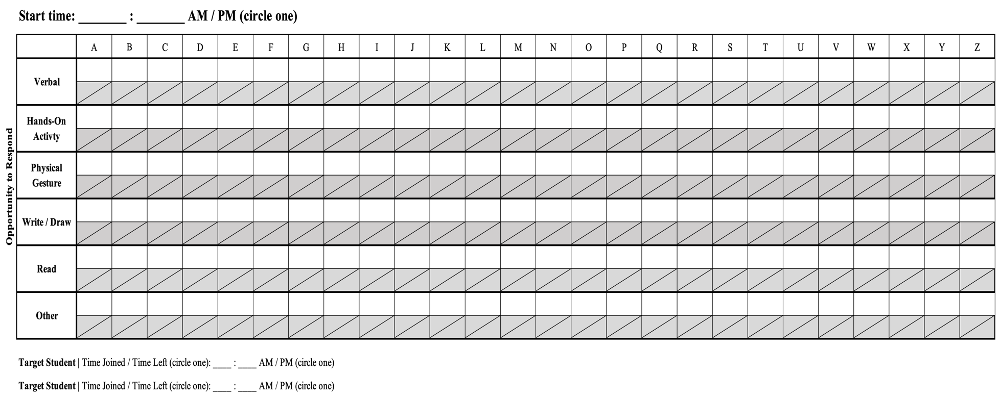 Start time: _______ : _______ AM / PM (circle one)
A B C D E F G H I J K L M N O P Q R S T U V W X Y Z
Opportunity to Respond
Verbal
Hands-On
Activty
Physical
Gesture
Write / Draw
Read
Other
Target Student | Time Joined / Time Left (circle one): ____ : ____ AM / PM (circle one)
Target Student | Time Joined / Time Left (circle one): ____ : ____ AM / PM (circle one)